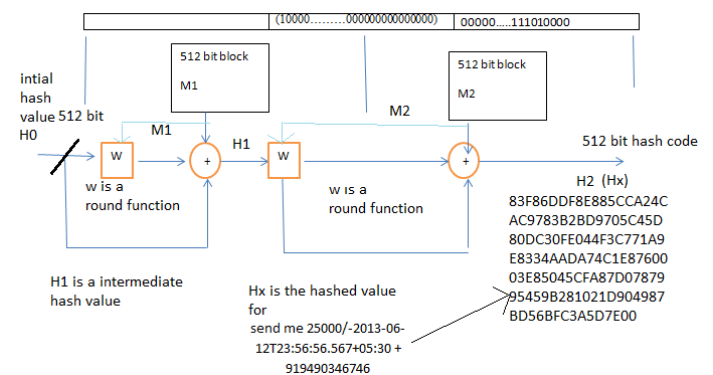 (10000.........000000000000000)
00000.....111010000
512 bit block
M1
512 bit block
M2
intial
hash
value
H0
512 bit
M1
H1
M2
512 bit hash code
w
+
w
+
H2 (Hx)
w is a
round function
w is a
round function
83F86DDF8E885CCA24C
AC9783B2BD9705C45D
80DC30FE044F3C771A9
E8334AADA74C1E87600
03E85045CFA87D07879
95459B281021D904987
BD56BFC3A5D7E00
H1 is a intermediate
hash value
Hx is the hashed value
for
send me 25000/-2013-06-
12T23:56:56.567+05:30 +
919490346746